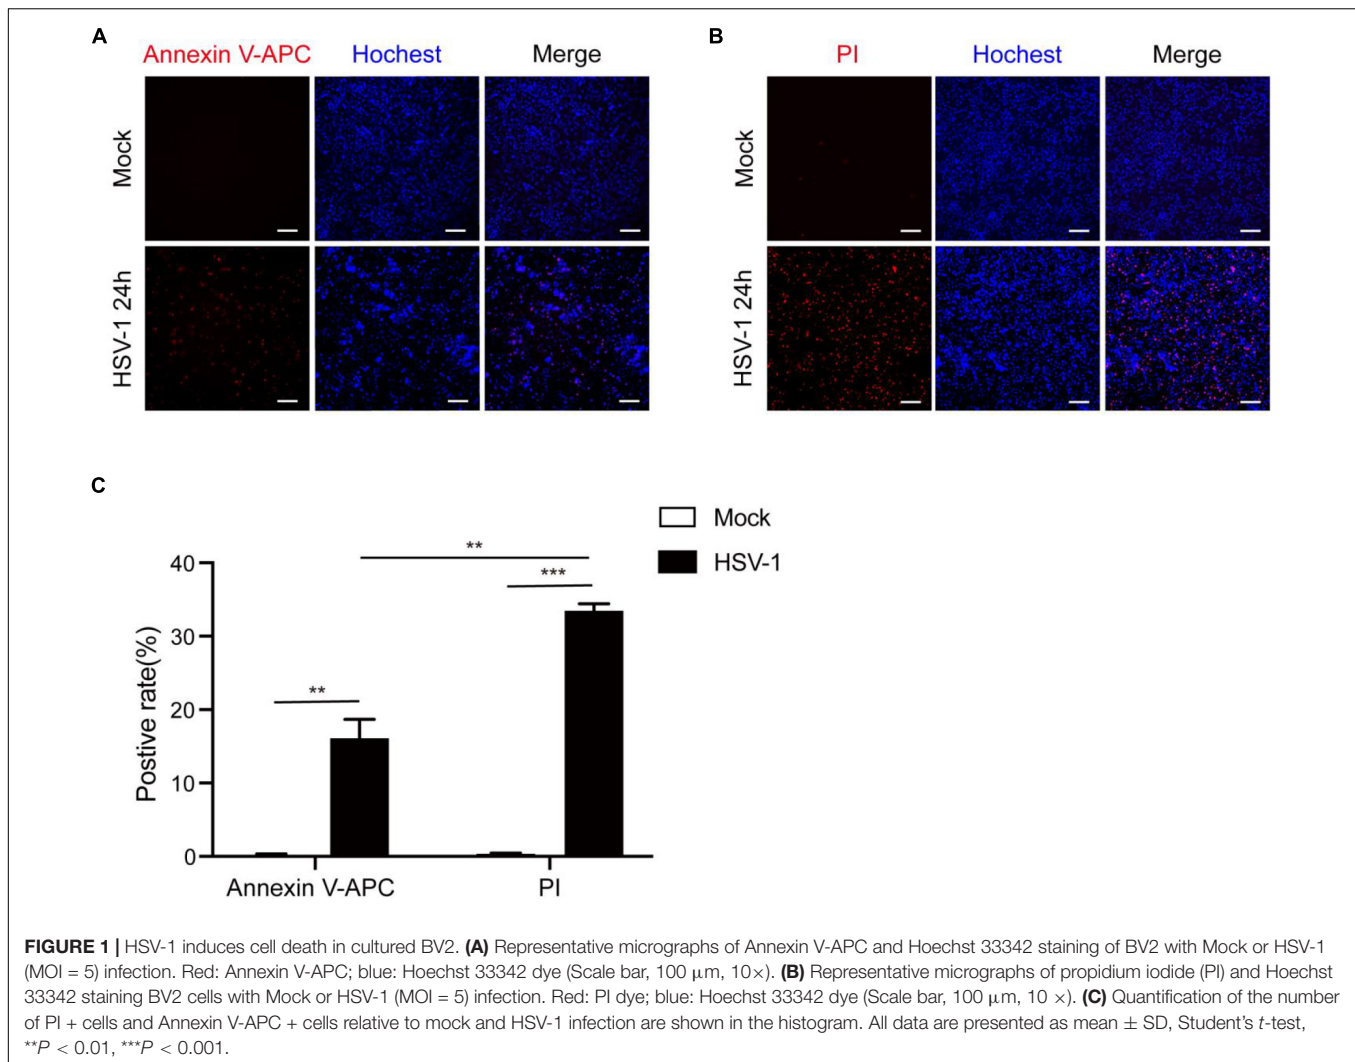 A
Annexin V-APC Hochest Merge
Mock
HSV-1 24h
B
PI Hochest Merge
Mock
HSV-1 24h
C
Mock
HSV-1
**
***
**
Postive rate(%)
40
30
20
10
0
Annexin V-APC PI
FIGURE 1 | HSV-1 induces cell death in cultured BV2. (A) Representative micrographs of Annexin V-APC and Hoechst 33342 staining of BV2 with Mock or HSV-1
(MOI = 5) infection. Red: Annexin V-APC; blue: Hoechst 33342 dye (Scale bar, 100 μm, 10×). (B) Representative micrographs of propidium iodide (PI) and Hoechst
33342 staining BV2 cells with Mock or HSV-1 (MOI = 5) infection. Red: PI dye; blue: Hoechst 33342 dye (Scale bar, 100 μm, 10 ×). (C) Quantification of the number
of PI + cells and Annexin V-APC + cells relative to mock and HSV-1 infection are shown in the histogram. All data are presented as mean ± SD, Student's t-test,
**P < 0.01, ***P < 0.001.